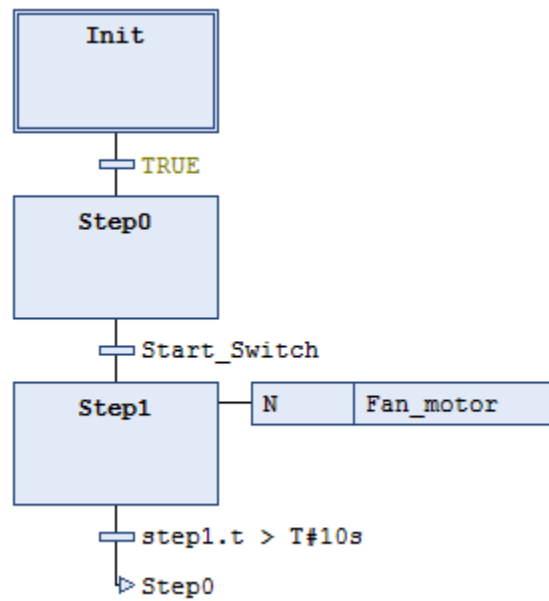 Init
TRUE
Step0
Start_Switch
Step1
N Fan_motor
step1.t > T#10s
Step0